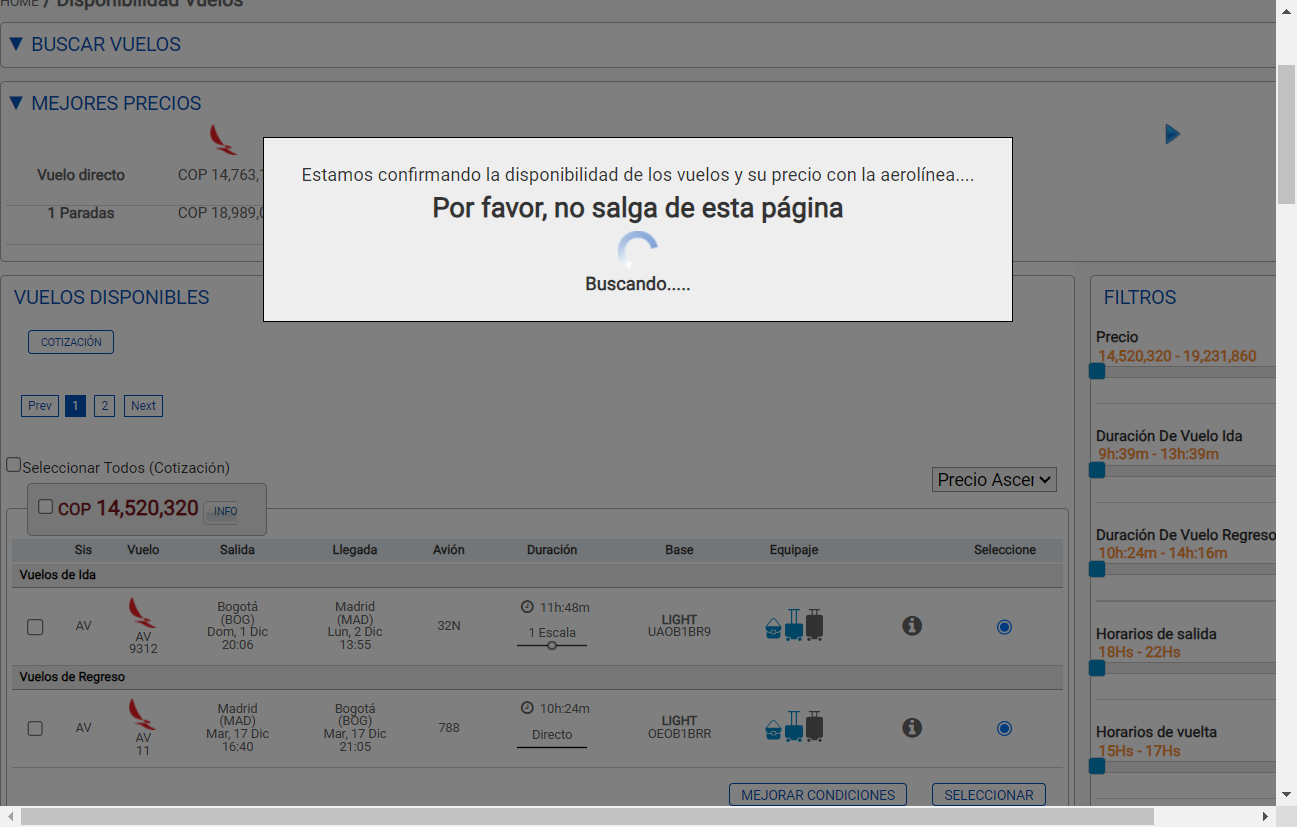 HOME / Disponibilidad Vuelos
▼ BUSCAR VUELOS
▼ MEJORES PRECIOS
Vuelo directo COP 14,763,
1 Paradas COP 18,989,
Estamos confirmando la disponibilidad de los vuelos y su precio con la aerolínea....
Por favor, no salga de esta página
Buscando.....
VUELOS DISPONIBLES
COTIZACIÓN
Prev 1 2 Next
Seleccionar Todos (Cotización)
Precio Ascer
COP 14,520,320 INFO
Sis Vuelo Salida Llegada Avión Duración Base Equipaje Seleccione
Vuelos de Ida
AV
AV
9312
Bogotá
(BOG)
Dom, 1 Dic
20:06
Madrid
(MAD)
Lun, 2 Dic
13:55
32N
11h:48m
1 Escala
LIGHT
UAOB1BR9
Vuelos de Regreso
AV
AV
11
Madrid
(MAD)
Mar, 17 Dic
16:40
Bogotá
(BOG)
Mar, 17 Dic
21:05
788
10h:24m
Directo
LIGHT
OEOB1BRR
MEJORAR CONDICIONES SELECCIONAR
FILTROS
Precio
14,520,320 - 19,231,860
Duración De Vuelo Ida
9h:39m - 13h:39m
Duración De Vuelo Regreso
10h:24m - 14h:16m
Horarios de salida
18Hs - 22Hs
Horarios de vuelta
15Hs - 17Hs